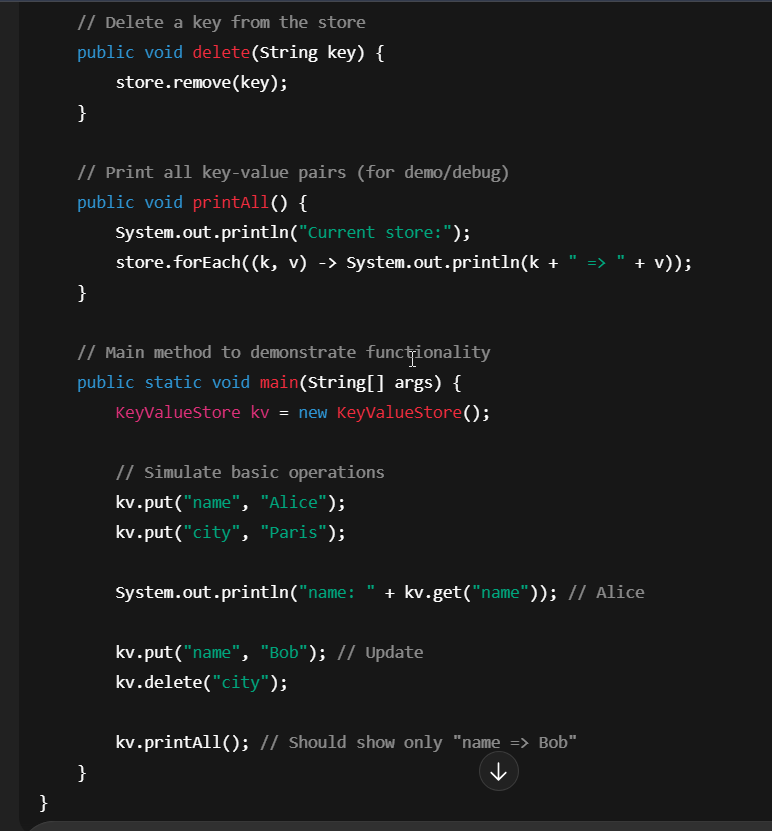 // Delete a key from the store
public void delete(String key) {
store.remove(key);
}
// Print all key-value pairs (for demo/debug)
public void printAll() {
System.out.println("Current store:");
store.forEach((k, v) -> System.out.println(k + " => " + v));
}
// Main method to demonstrate functionality
public static void main(String[] args) {
KeyValueStore kv = new KeyValueStore();
// Simulate basic operations
kv.put("name", "Alice");
kv.put("city", "Paris");
System.out.println("name: " + kv.get("name")); // Alice
kv.put("name", "Bob"); // Update
kv.delete("city");
kv.printAll(); // Should show only "name => Bob"
}
}